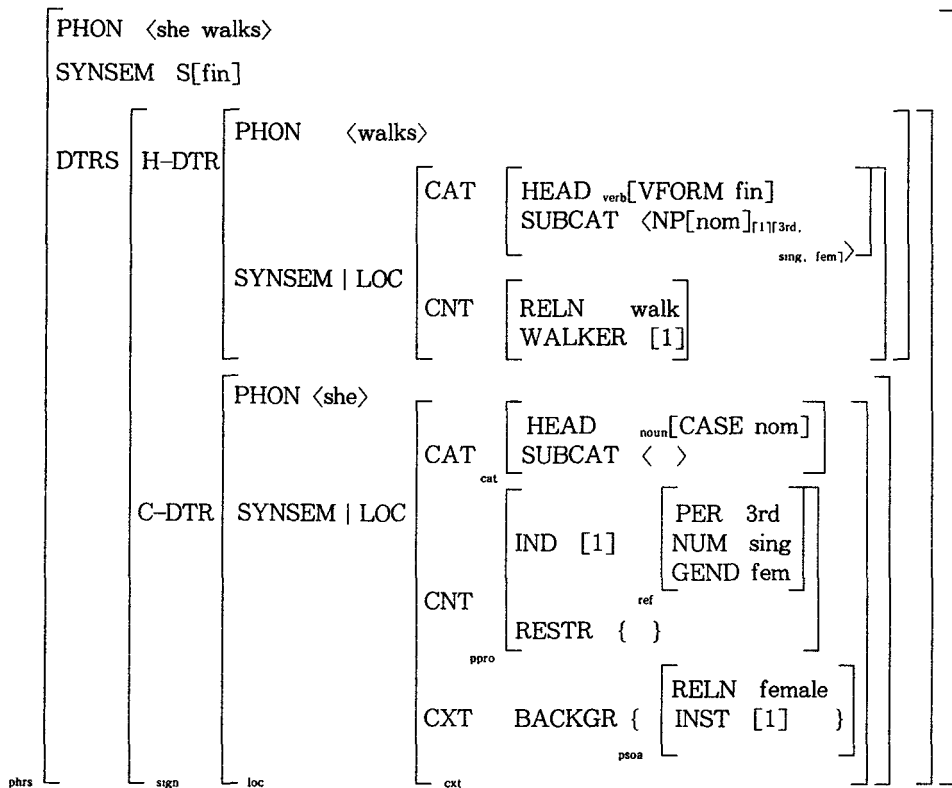 PHON 〈she walks〉
SYNSEM S[fin]
DTRS H-DTR PHON 〈walks〉
SYNSEM | LOC CAT HEAD verb[VFORM fin]
SUBCAT 〈NP[nom][1][3rd,
sing, fem]〉
CNT RELN walk
WALKER [1]
C-DTR PHON 〈she〉
SYNSEM | LOC CAT HEAD noun[CASE nom]
SUBCAT 〈 〉
cat
CNT IND [1] PER 3rd
NUM sing
GEND fem
ref
RESTR { }
ppro
CXT BACKGR { RELN female
INST [1] }
psoa
phrs sign loc cxt